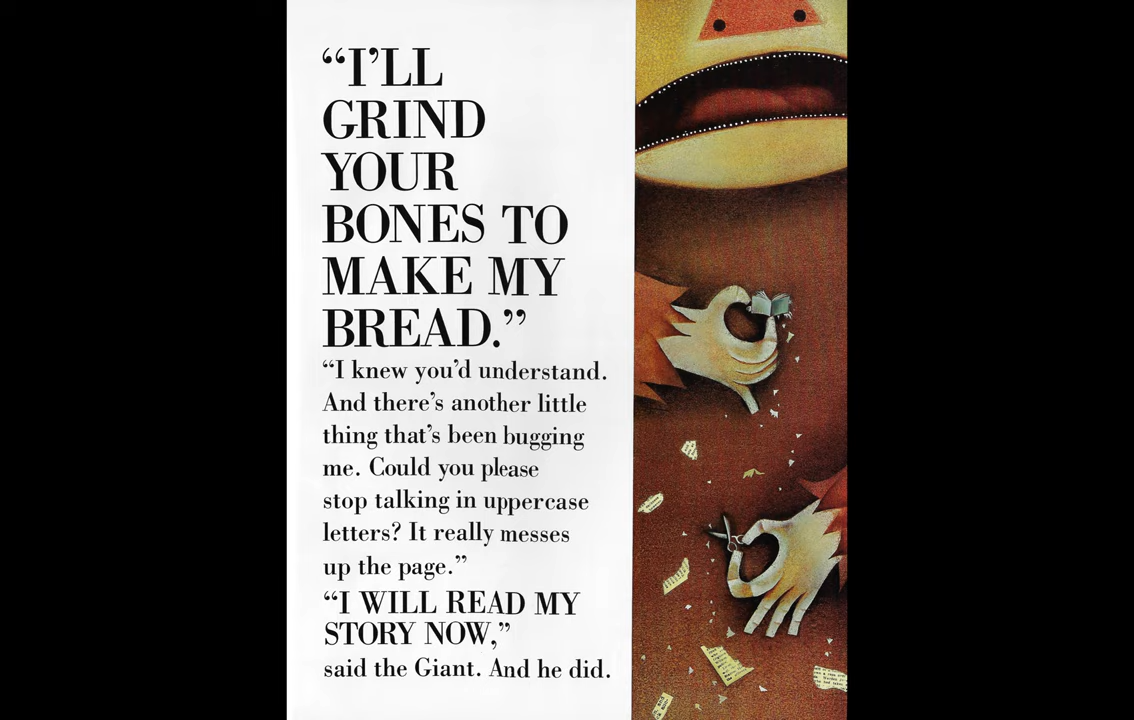 “I’LL
GRIND
YOUR
BONES TO
MAKE MY
BREAD.”
“I knew you’d understand.
And there’s another little
thing that’s been bugging
me. Could you please
stop talking in uppercase
letters? It really messes
up the page.”
“I WILL READ MY
STORY NOW,”
said the Giant. And he did.